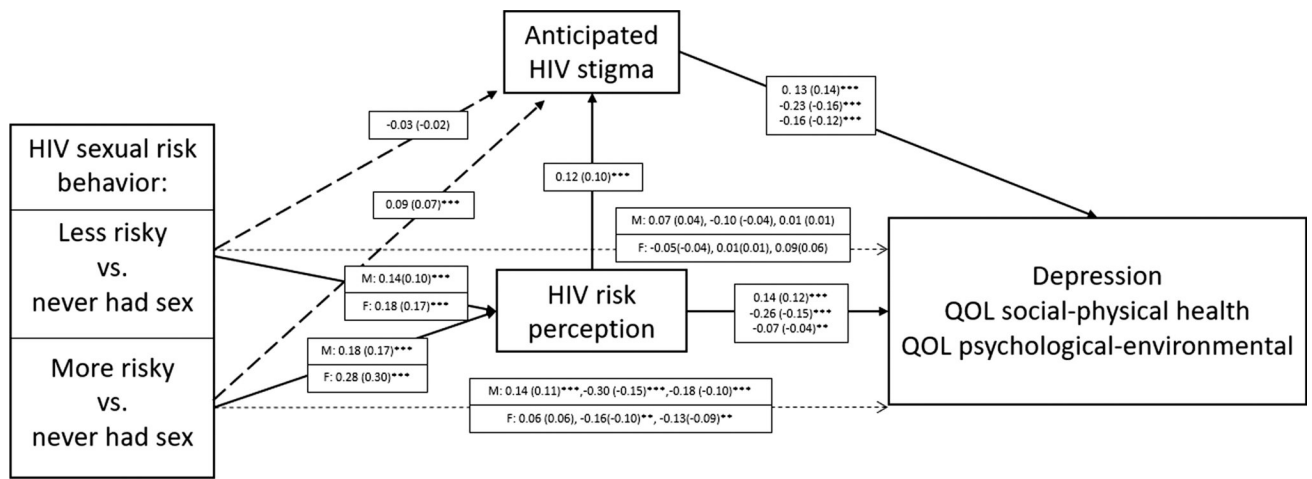 Anticipated
HIV stigma
0. 13 (0.14)***
-0.23 (-0.16)***
-0.16 (-0.12)***
-0.03 (-0.02)
HIV sexual risk
behavior:
Less risky
vs.
never had sex
More risky
vs.
never had sex
0.09 (0.07)***
0.12 (0.10)***
M: 0.07 (0.04), -0.10 (-0.04), 0.01 (0.01)
F: -0.05(-0.04), 0.01(0.01), 0.09(0.06)
M: 0.14(0.10)***
F: 0.18 (0.17)***
HIV risk
perception
0.14 (0.12)***
-0.26 (-0.15)***
-0.07 (-0.04)**
Depression
QOL social-physical health
QOL psychological-environmental
M: 0.18 (0.17)***
F: 0.28 (0.30)***
M: 0.14 (0.11)***,-0.30 (-0.15)***,-0.18 (-0.10)***
F: 0.06 (0.06), -0.16(-0.10)**, -0.13(-0.09)**